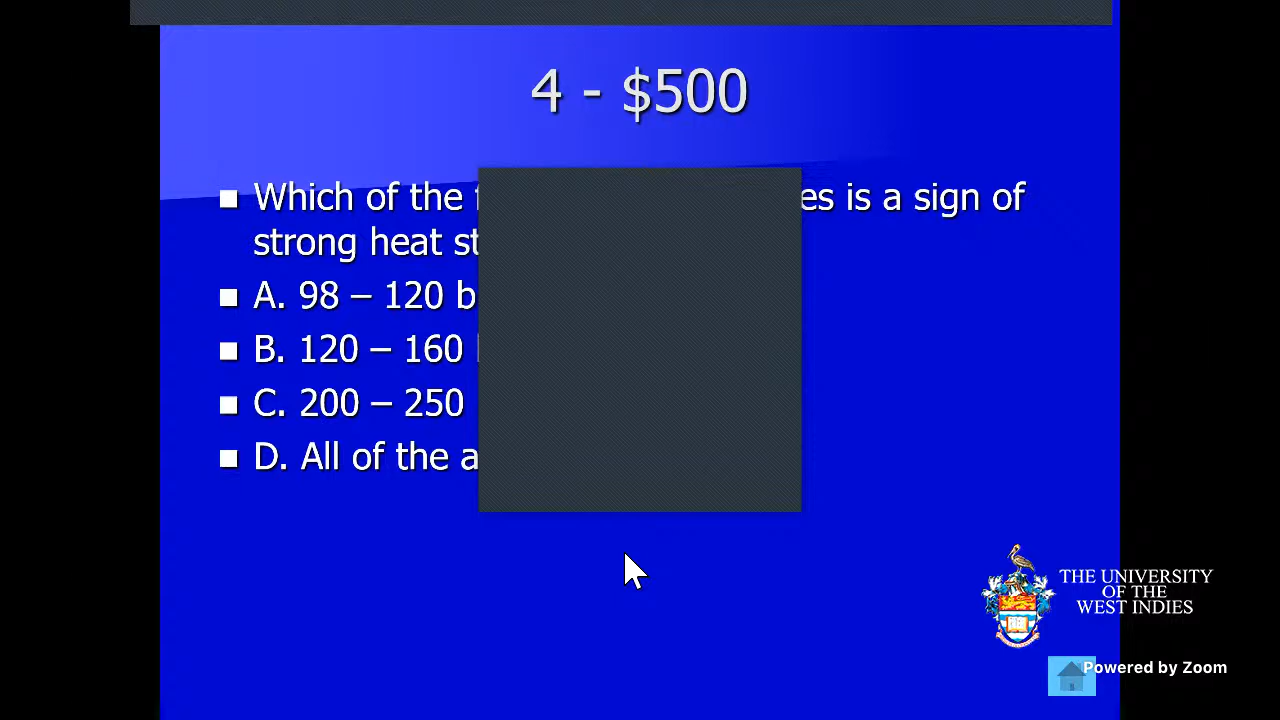 4 - $500
Which of the
es is a sign of
strong heat
A. 98 – 120
B. 120 – 160
C. 200 – 250
D. All of the
THE UNIVERSITY
OF THE
WEST INDIES
Powered by Zoom